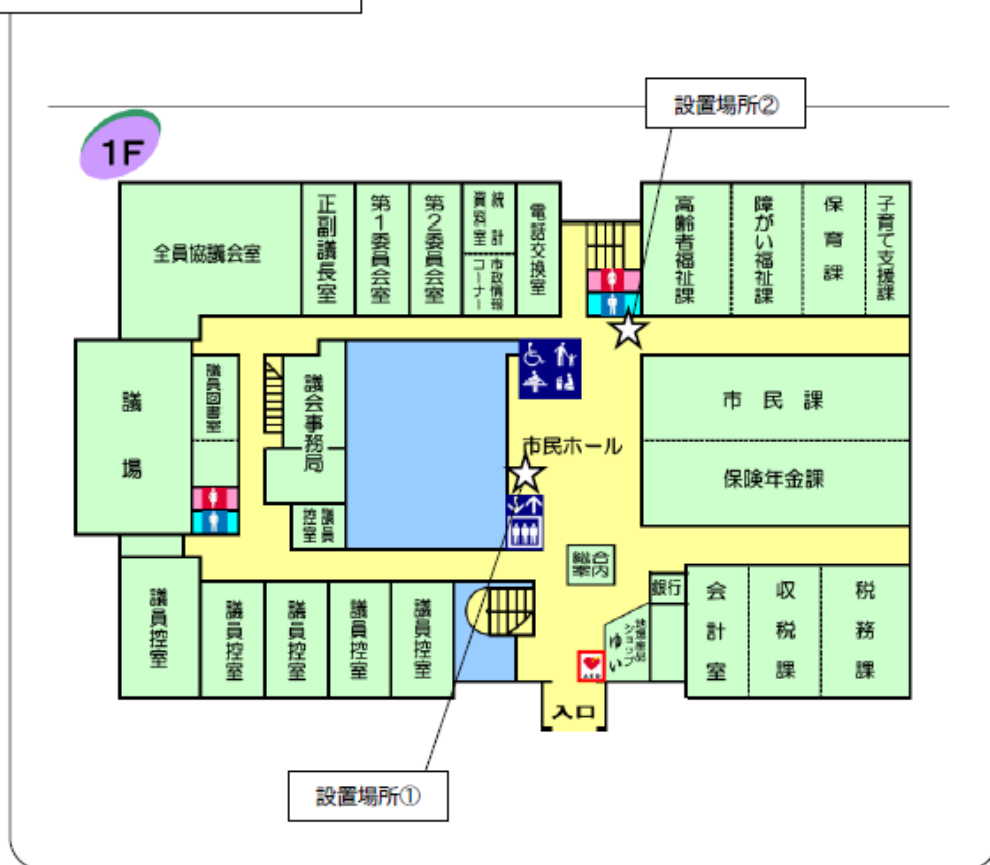 設置場所②
1F
全員協議会室
正副議長室
第1委員会室
第2委員会室
統計
資料室
市政情報
コーナー
電話交換室
高齢者福祉課
障がい福祉課
保育課
子育て支援課
議場
議員図書室
議会事務局
議員
控室
市民ホール
市民課
保険年金課
総合
案内
銀行
会計室
収税課
税務課
議員控室
議員控室
議員控室
議員控室
議員控室
ショップ
ゆい
AED
入口
設置場所①